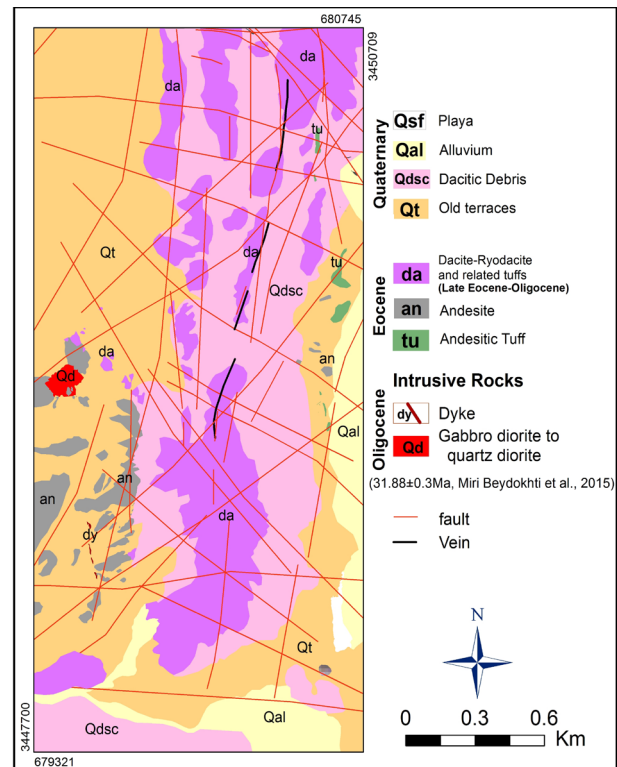 680745
3450709
da
da
tu
Qt
da
tu
Qdsc
da
an
Qd
Qal
an
an
da
dy
Qt
Qal
Qdsc
3447700
679321
Quaternary
Qsf Playa
Qal Alluvium
Qdsc Dacitic Debris
Qt Old terraces
Eocene
da Dacite-Ryodacite
and related tuffs
(Late Eocene-Oligocene)
an Andesite
tu Andesitic Tuff
Oligocene
Intrusive Rocks
dy Dyke
Qd Gabbro diorite to
quartz diorite
(31.88±0.3Ma, Miri Beydokhti et al., 2015)
fault
Vein
N
0 0.3 0.6
Km